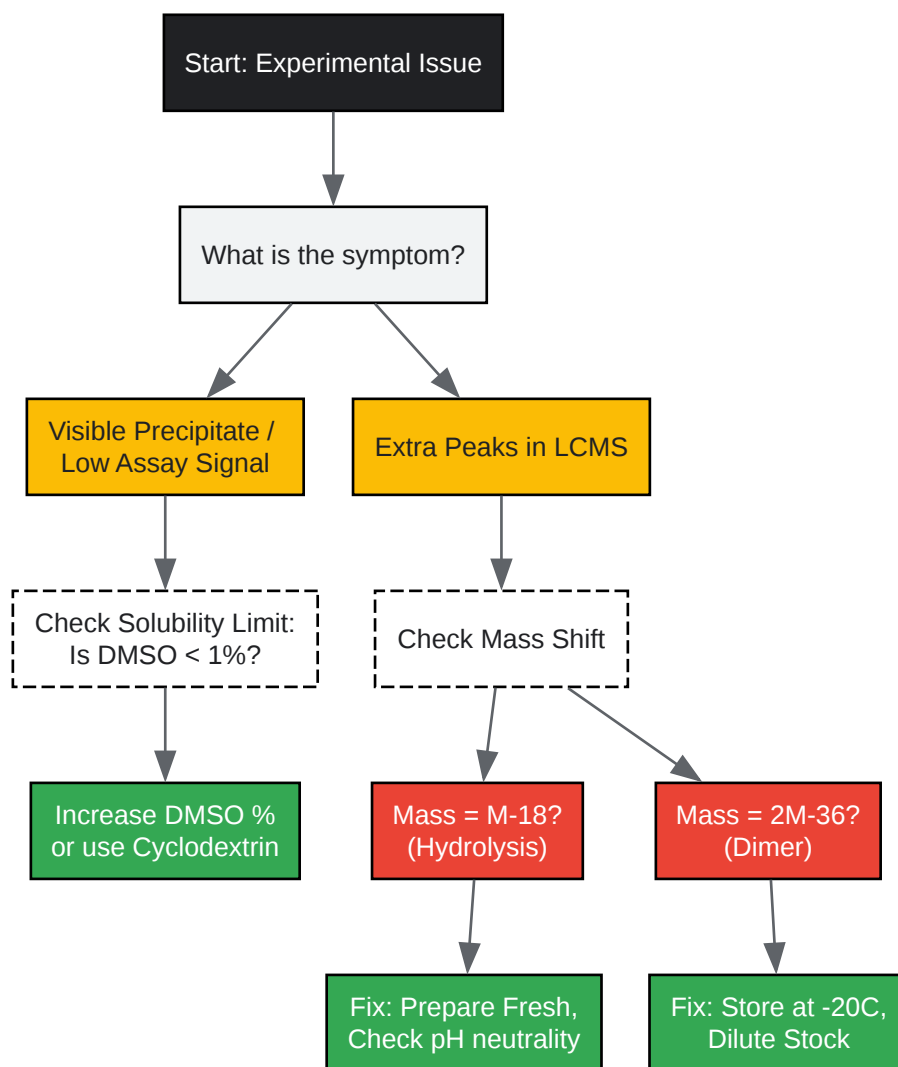 Start: Experimental Issue
What is the symptom?
Visible Precipitate /
Low Assay Signal
Extra Peaks in LCMS
Check Solubility Limit:
Is DMSO < 1%?
Check Mass Shift
Increase DMSO %
or use Cyclodextrin
Mass = M-18?
(Hydrolysis)
Mass = 2M-36?
(Dimer)
Fix: Prepare Fresh,
Check pH neutrality
Fix: Store at -20C,
Dilute Stock